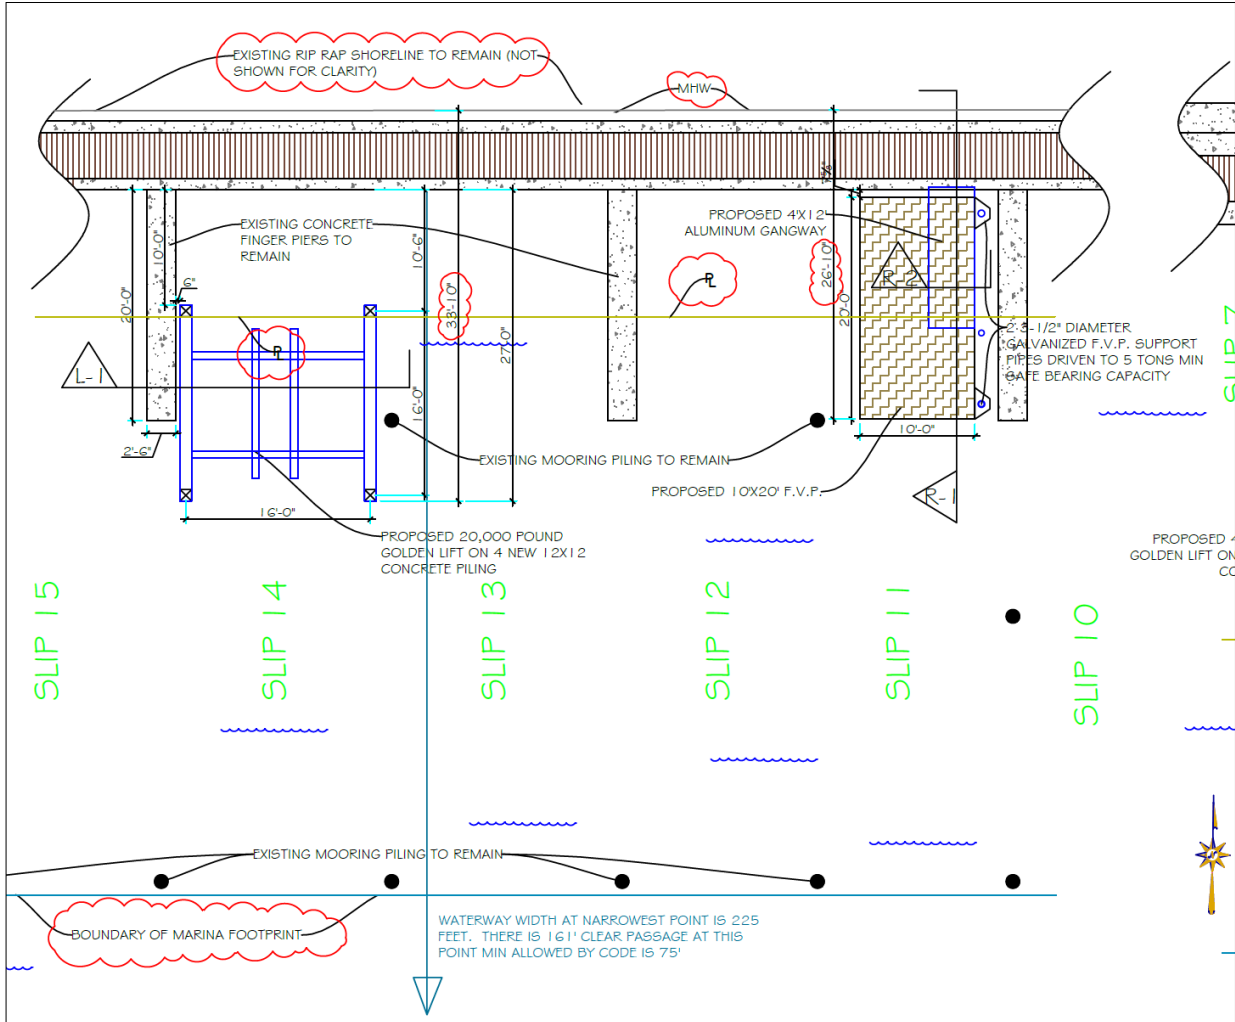 EXISTING RIP RAP SHORELINE TO REMAIN (NOT
SHOWN FOR CLARITY)
MHW
EXISTING CONCRETE
FINGER PIERS TO
REMAIN
PROPOSED 4'X12'
ALUMINUM GANGWAY
10'-0"
20'-0"
6"
10'-6"
33'-10"
27'-0"
16'-0"
26'-10"
20'-0"
PL
PL
R-2
L-1
2-3-1/2" DIAMETER
GALVANIZED F.V.P. SUPPORT
PIPES DRIVEN TO 5 TONS MIN
SAFE BEARING CAPACITY
SLIP 7
2'-6"
10'-0"
EXISTING MOORING PILING TO REMAIN
PROPOSED 10'X20' F.V.P.
R-1
16'-0"
PROPOSED 20,000 POUND
GOLDEN LIFT ON 4 NEW 12X12
CONCRETE PILING
PROPOSED 4
GOLDEN LIFT ON
CO
SLIP 15
SLIP 14
SLIP 13
SLIP 12
SLIP 11
SLIP 10
EXISTING MOORING PILING TO REMAIN
BOUNDARY OF MARINA FOOTPRINT
WATERWAY WIDTH AT NARROWEST POINT IS 225
FEET. THERE IS 161' CLEAR PASSAGE AT THIS
POINT MIN ALLOWED BY CODE IS 75'